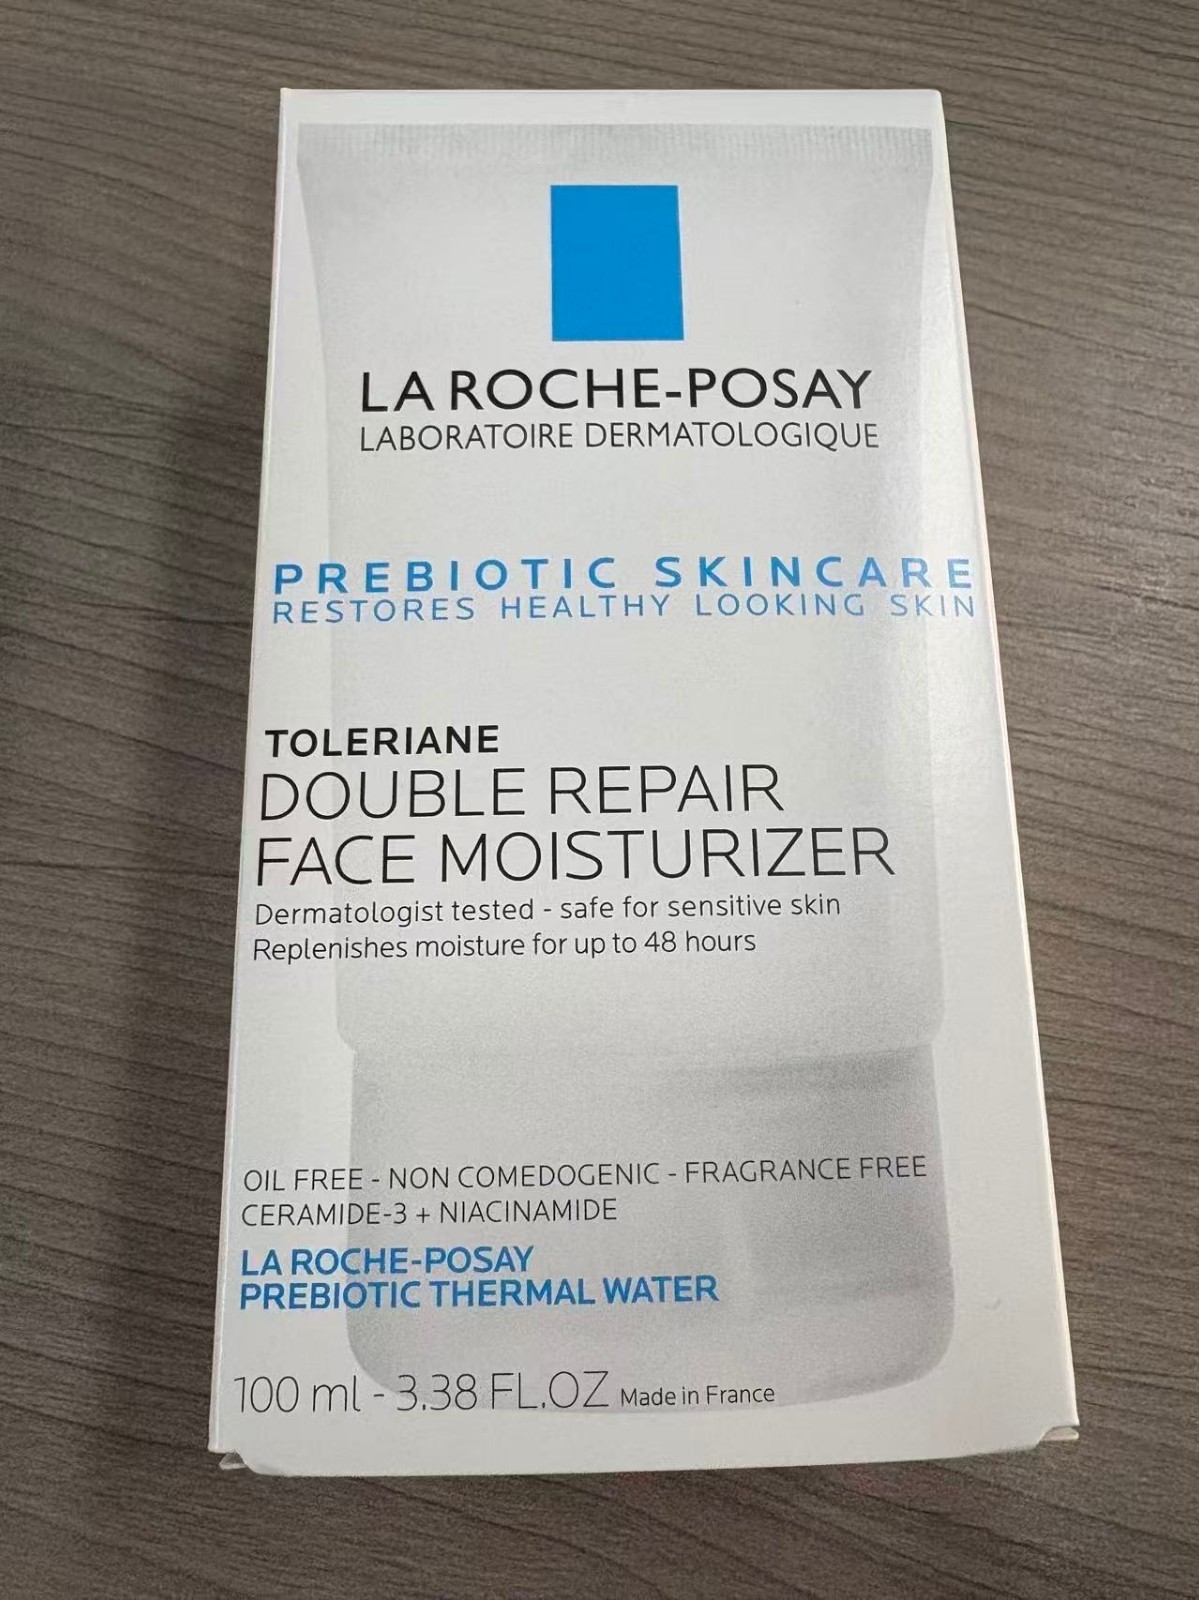 LA ROCHE-POSAY
LABORATOIRE DERMATOLOGIQUE
PREBIOTIC SKINCARE
RESTORES HEALTHY LOOKING SKIN
TOLERIANE
DOUBLE REPAIR
FACE MOISTURIZER
Dermatologist tested - safe for sensitive skin
Replenishes moisture for up to 48 hours
OIL FREE - NON COMEDOGENIC - FRAGRANCE FREE
CERAMIDE-3 + NIACINAMIDE
LA ROCHE-POSAY
PREBIOTIC THERMAL WATER
100 ml - 3.38 FL.OZ Made in France